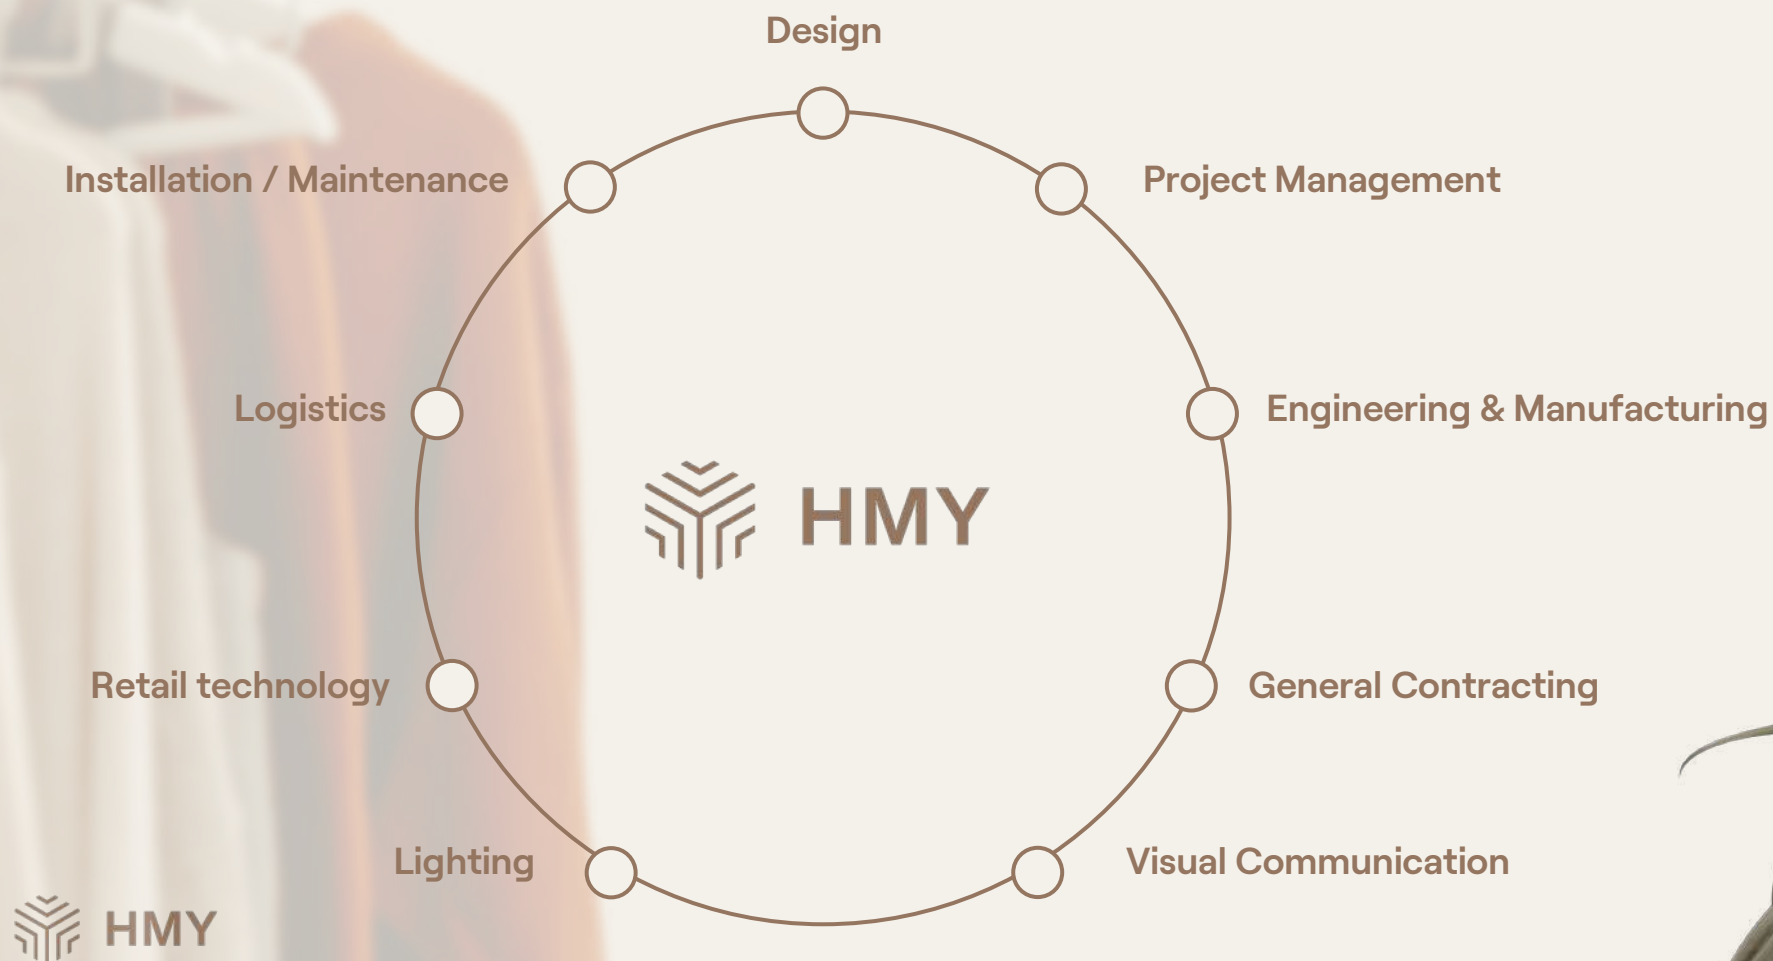 Design
Installation / Maintenance
Project Management
Logistics
Engineering & Manufacturing
HMY
Retail technology
General Contracting
Lighting
Visual Communication
HMY